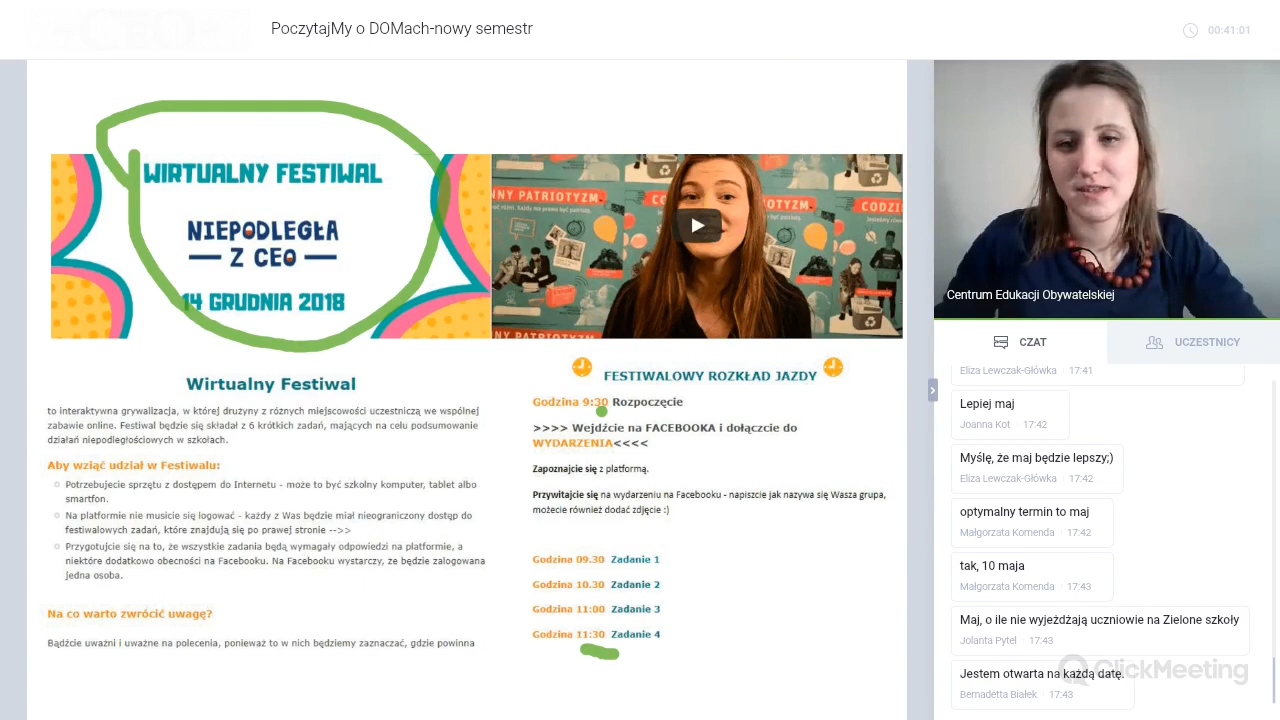 PoczytajMy o DOMach-nowy semestr
00:41:01
WIRTUALNY FESTIWAL
NIEPODLEGŁA
Z CEO
14 GRUDNIA 2018
NNY PATRIOTYZM
CODZI
Wirtualny Festiwal
to interaktywna grywalizacja, w której drużyny z różnych miejscowości uczestniczą we wspólnej
zabawie online. Festiwal będzie się składał z 6 krótkich zadań, mających na celu podsumowanie
działań niepodległościowych w szkołach.
Aby wziąć udział w Festiwalu:
Potrzebujecie sprzętu z dostępem do Internetu - może to być szkolny komputer, tablet albo
smartfon.
Na platformie nie musicie się logować - każdy z Was będzie miał nieograniczony dostęp do
festiwalowych zadań, które znajdują się po prawej stronie -->>
Przygotujcie się na to, że wszystkie zadania będą wymagały odpowiedzi na platformie, a
niektóre dodatkowo obecności na Facebooku. Na Facebooku wystarczy, że będzie zalogowana
jedna osoba.
Na co warto zwrócić uwagę?
Bądźcie uważni i uważne na polecenia, ponieważ to w nich będziemy zaznaczać, gdzie powinna
FESTIWALOWY ROZKŁAD JAZDY
Godzina 9:30 Rozpoczęcie
>>>> Wejdźcie na FACEBOOKA i dołączcie do
WYDARZENIA<<<<
Zapoznajcie się z platformą.
Przywitajcie się na wydarzeniu na Facebooku - napiszcie jak nazywa się Wasza grupa,
możecie również dodać zdjęcie :)
Godzina 09.30 Zadanie 1
Godzina 10.30 Zadanie 2
Godzina 11:00 Zadanie 3
Godzina 11:30 Zadanie 4
Centrum Edukacji Obywatelskiej
CZAT
UCZESTNICY
Eliza Lewczak-Główka 17:41
Lepiej maj
Joanna Kot 17:42
Myślę, że maj będzie lepszy;)
Eliza Lewczak-Główka 17:42
optymalny termin to maj
Małgorzata Komenda 17:42
tak, 10 maja
Małgorzata Komenda 17:43
Maj, o ile nie wyjeżdżają uczniowie na Zielone szkoły
Jolanta Pytel 17:43
Jestem otwarta na każdą datę.
Bernadetta Białek 17:43
ClickMeeting